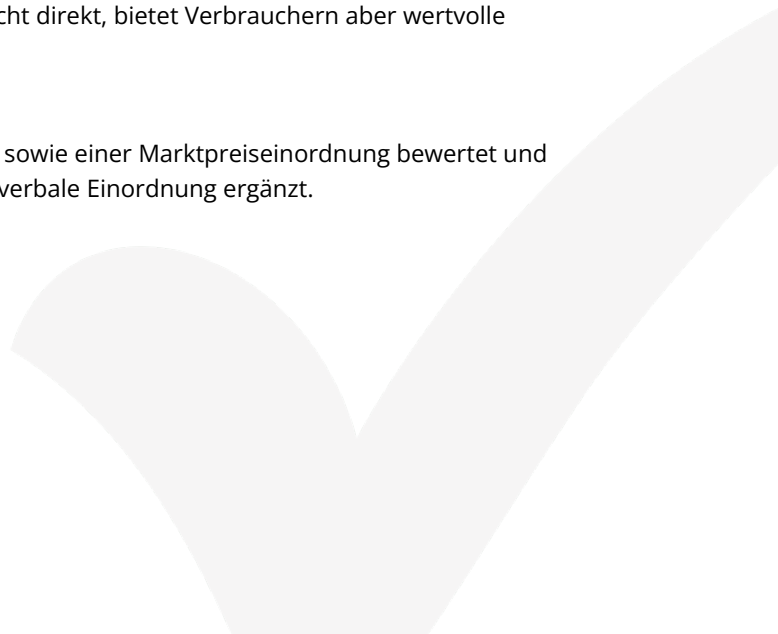 cht direkt, bietet Verbrauchern aber wertvolle
sowie einer Marktpreiseinordnung bewertet und
verbale Einordnung ergänzt.